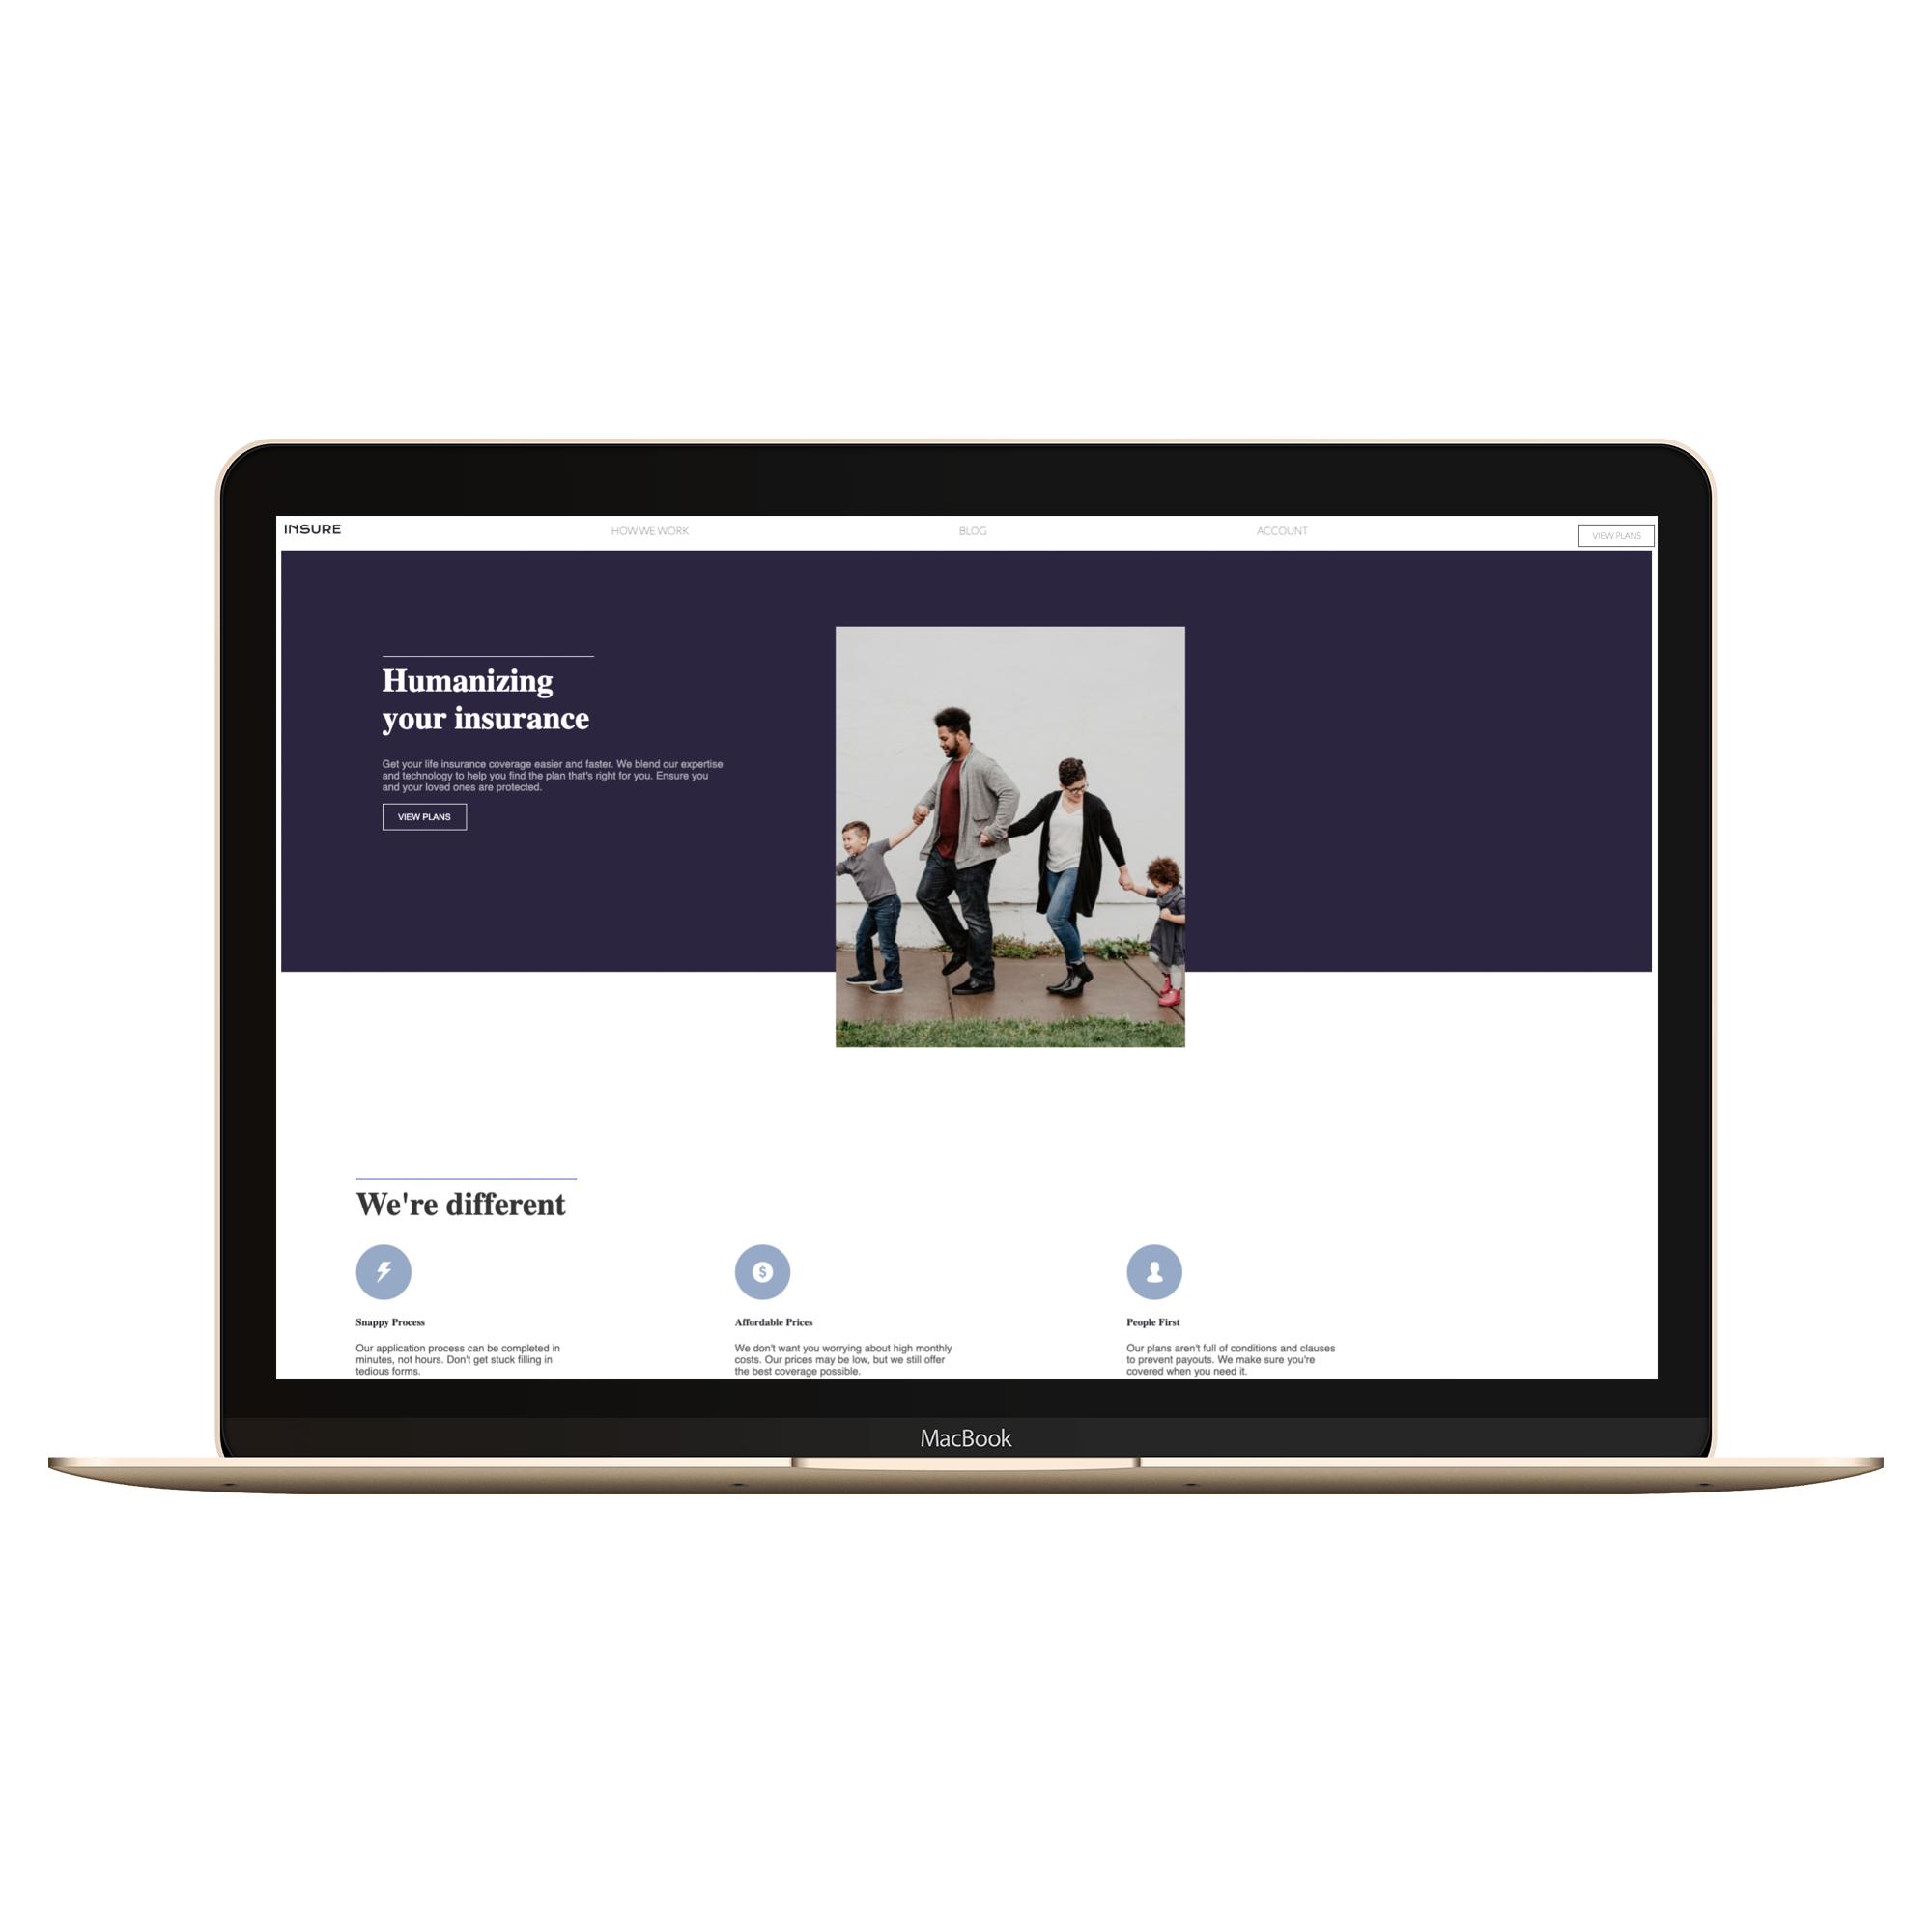 INSURE
HOW WE WORK
BLOG
ACCOUNT
VIEW PLANS
Humanizing
your insurance
Get your life insurance coverage easier and faster. We blend our expertise
and technology to help you find the plan that's right for you. Ensure you
and your loved ones are protected.
VIEW PLANS
We're different
$
Snappy Process
Our application process can be completed in
minutes, not hours. Don't get stuck filling in
tedious forms.
Affordable Prices
We don't want you worrying about high monthly
costs. Our prices may be low, but we still offer
the best coverage possible.
People First
Our plans aren't full of conditions and clauses
to prevent payouts. We make sure you're
covered when you need it.
MacBook